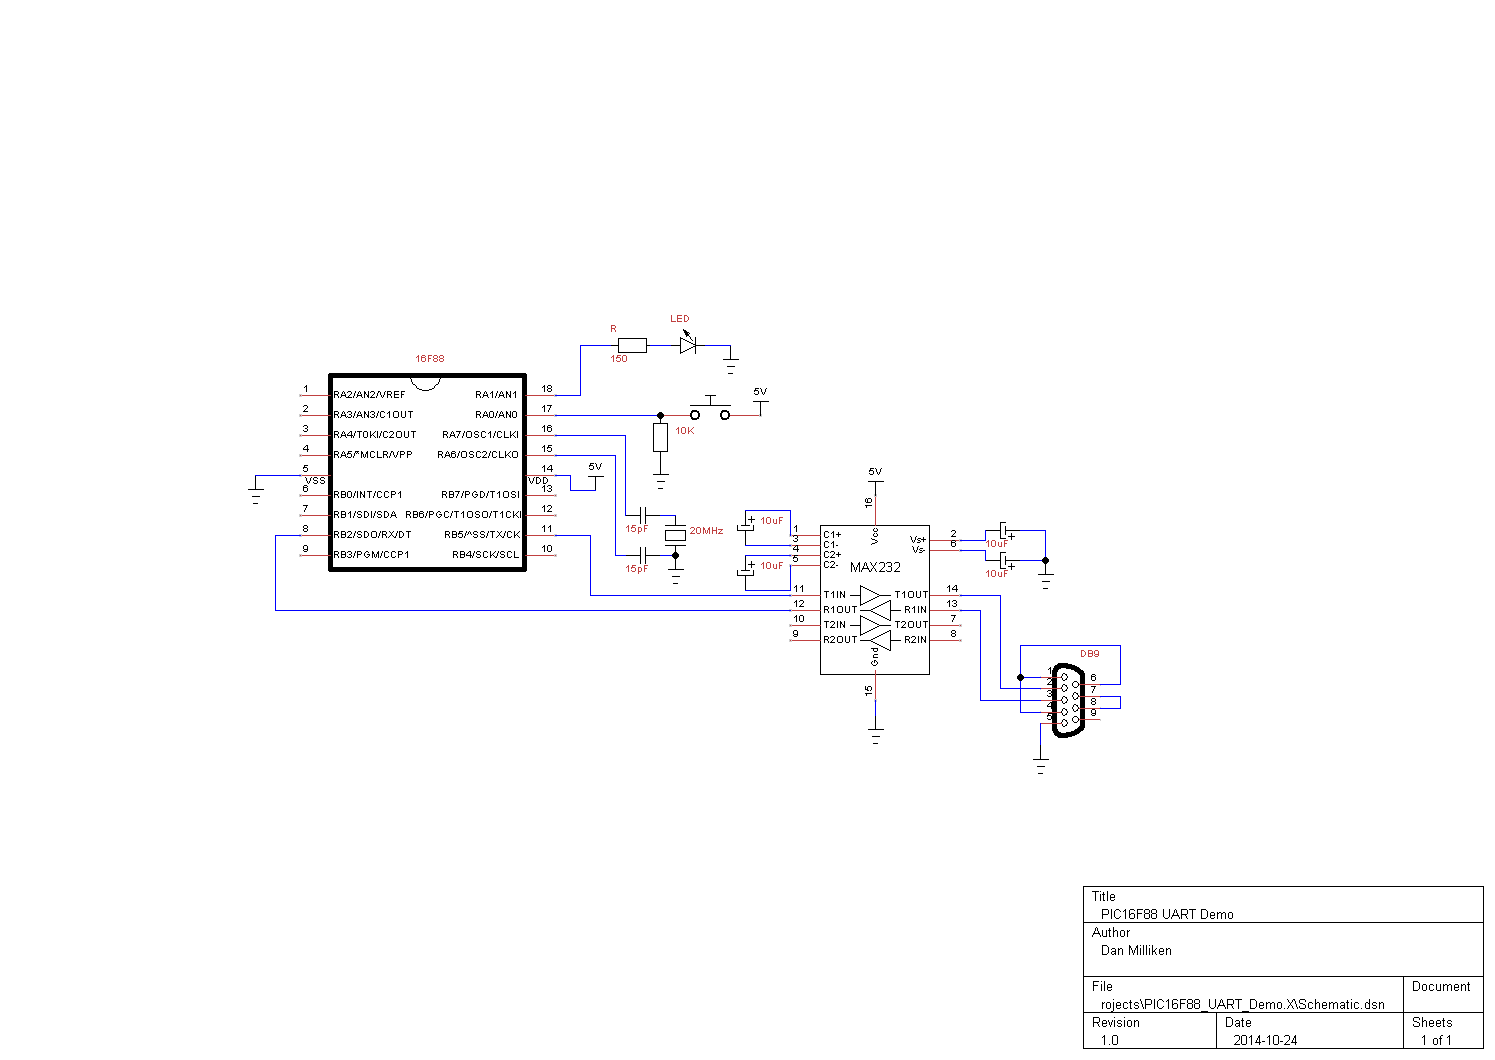 LED
R
150
16F88
1 RA2/AN2/VREF RA1/AN1 18
2 RA3/AN3/C1OUT RA0/AN0 17
3 RA4/T0KI/C2OUT RA7/OSC1/CLKI 16
4 RA5/*MCLR/VPP RA6/OSC2/CLKO 15
5 VSS VDD 14
6 RB0/INT/CCP1 RB7/PGD/T1OSI 13
7 RB1/SDI/SDA RB6/PGC/T1OSO/T1CKI 12
8 RB2/SDO/RX/DT RB5/^SS/TX/CK 11
9 RB3/PGM/CCP1 RB4/SCK/SCL 10
5V
10K
5V
15pF
20MHz
15pF
5V
16
Vcc
10uF
10uF
1 C1+
3 C1-
4 C2+
5 C2-
Vs+ 2
Vs- 6
10uF
10uF
MAX232
11 T1IN T1OUT 14
12 R1OUT R1IN 13
10 T2IN T2OUT 7
9 R2OUT R2IN 8
Gnd
15
DB9
1
2
3
4
5
6
7
8
9
Title
PIC16F88 UART Demo
Author
Dan Milliken
File Document
rojects\PIC16F88_UART_Demo.X\Schematic.dsn
Revision Date Sheets
1.0 2014-10-24 1 of 1